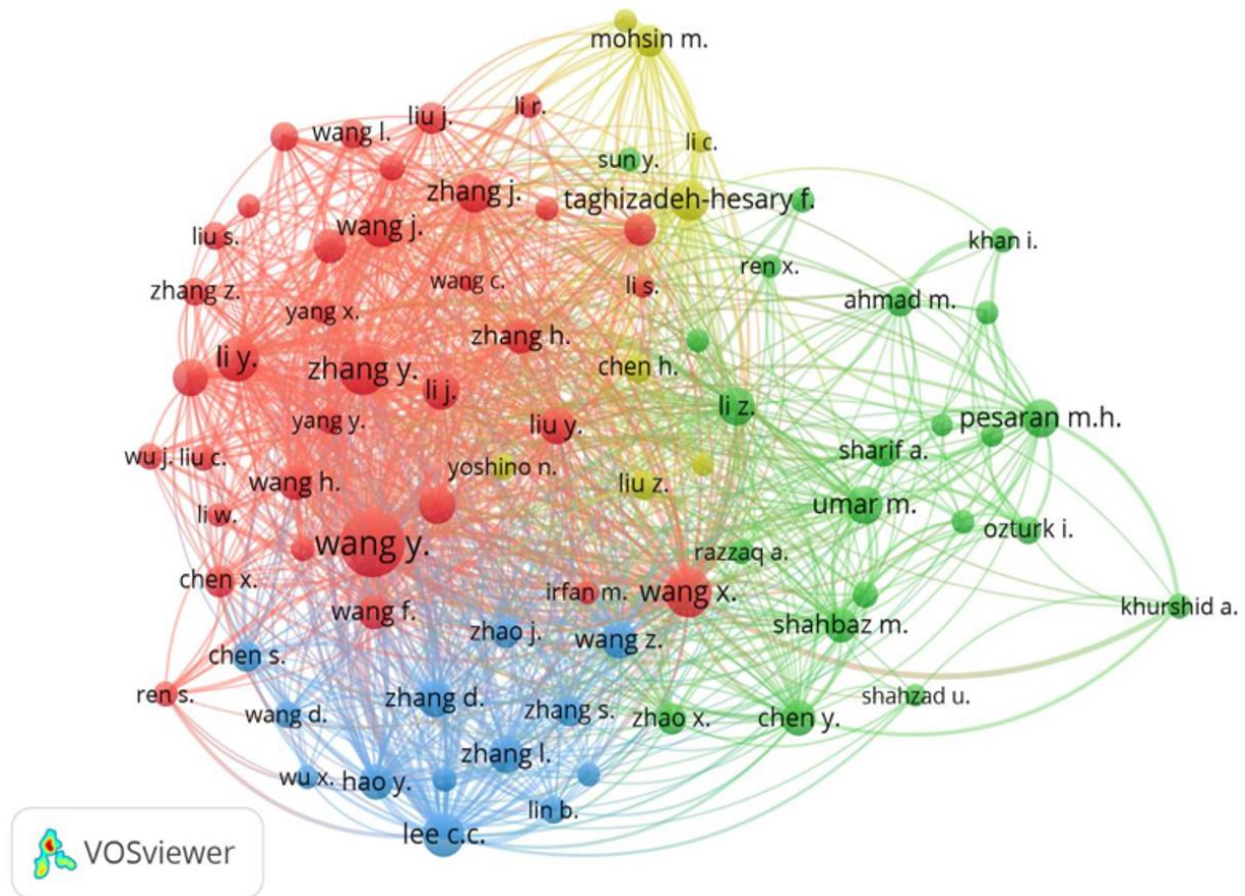 mohsin m.
li r.
liu j.
wang l.
li c.
sun y.
zhang j.
taghizadeh-hesary f.
wang j.
liu s.
khan i.
ren x.
wang c.
li s.
zhang z.
ahmad m.
yang x.
zhang h.
li y.
zhang y.
chen h.
li j.
li z.
yang y.
liu y.
pesaran m.h.
sharif a.
wu j.
liu c.
yoshino n.
wang h.
liu z.
umar m.
li w.
ozturk i.
wang y.
razzaq a.
chen x.
irfan m.
wang x.
khurshid a.
wang f.
zhao j.
wang z.
shahbaz m.
chen s.
ren s.
zhang d.
shahzad u.
wang d.
zhang s.
zhao x.
chen y.
zhang l.
wu x.
hao y.
lin b.
lee c.c.
VOSviewer